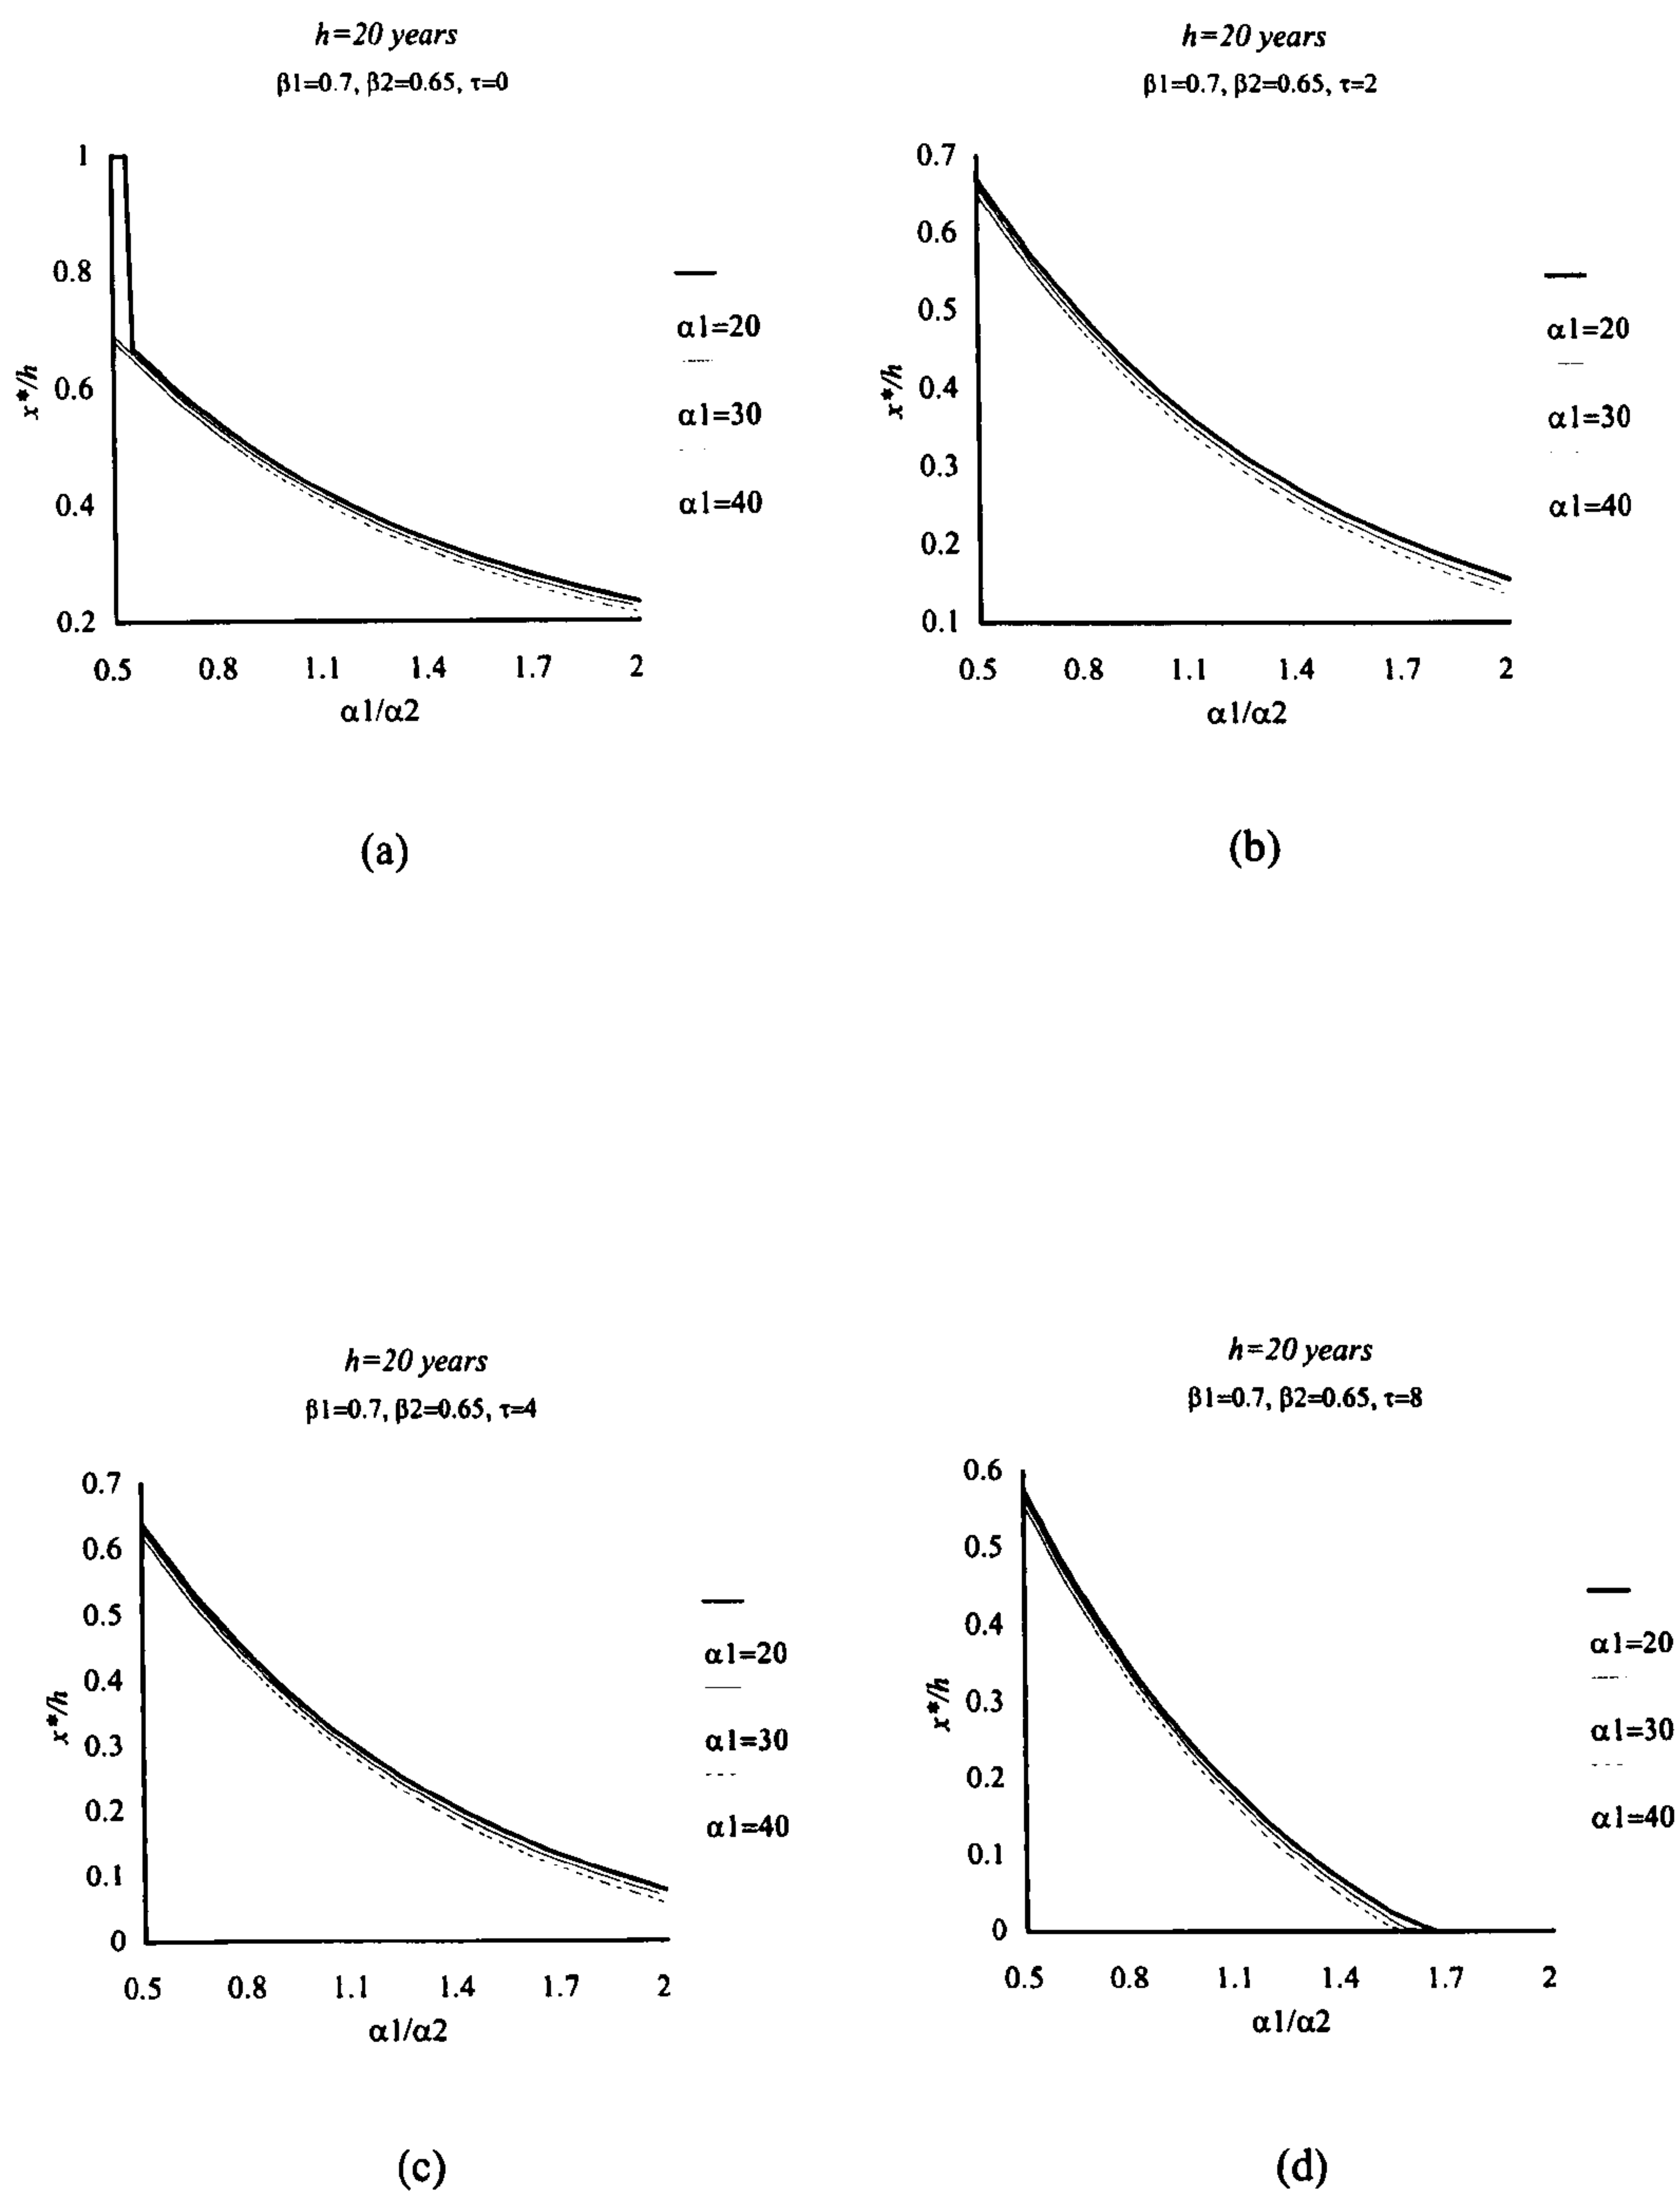 h=20 years
β1=0.7, β2=0.65, τ=0
1
0.8
0.6
0.4
0.2
x*/h
0.5 0.8 1.1 1.4 1.7 2
α1/α2
α1=20
α1=30
α1=40
(a)
h=20 years
β1=0.7, β2=0.65, τ=2
0.7
0.6
0.5
0.4
0.3
0.2
0.1
x*/h
0.5 0.8 1.1 1.4 1.7 2
α1/α2
α1=20
α1=30
α1=40
(b)
h=20 years
β1=0.7, β2=0.65, τ=4
0.7
0.6
0.5
0.4
0.3
0.2
0.1
0
x*/h
0.5 0.8 1.1 1.4 1.7 2
α1/α2
α1=20
α1=30
α1=40
(c)
h=20 years
β1=0.7, β2=0.65, τ=8
0.6
0.5
0.4
0.3
0.2
0.1
0
x*/h
0.5 0.8 1.1 1.4 1.7 2
α1/α2
α1=20
α1=30
α1=40
(d)